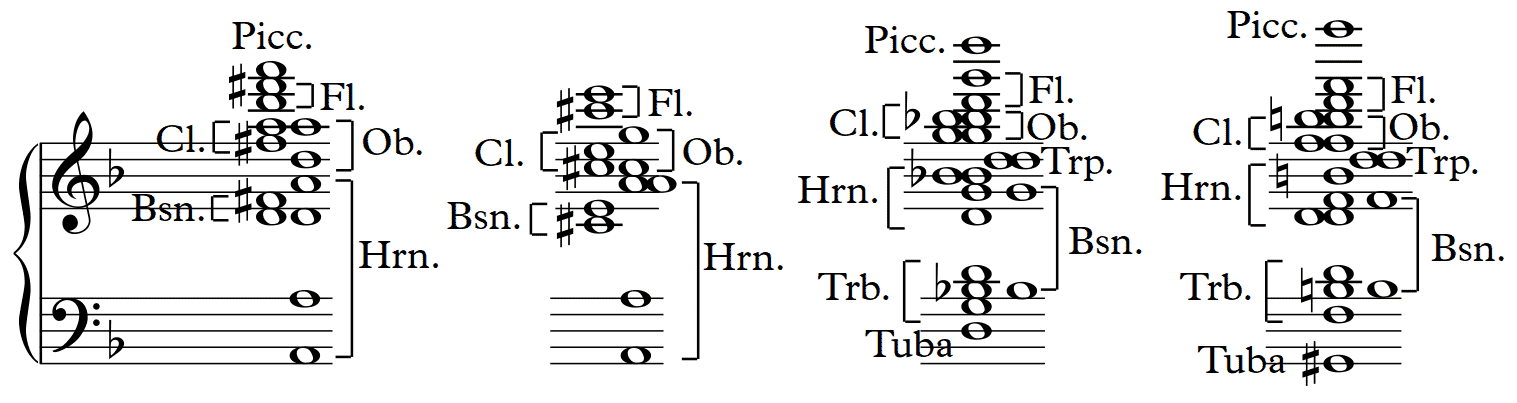 Picc.
Fl.
Cl.
Ob.
Bsn.
Hrn.
Fl.
Cl.
Ob.
Bsn.
Hrn.
Picc.
Fl.
Cl.
Ob.
Trp.
Hrn.
Bsn.
Trb.
Tuba
Picc.
Fl.
Cl.
Ob.
Trp.
Hrn.
Bsn.
Trb.
Tuba